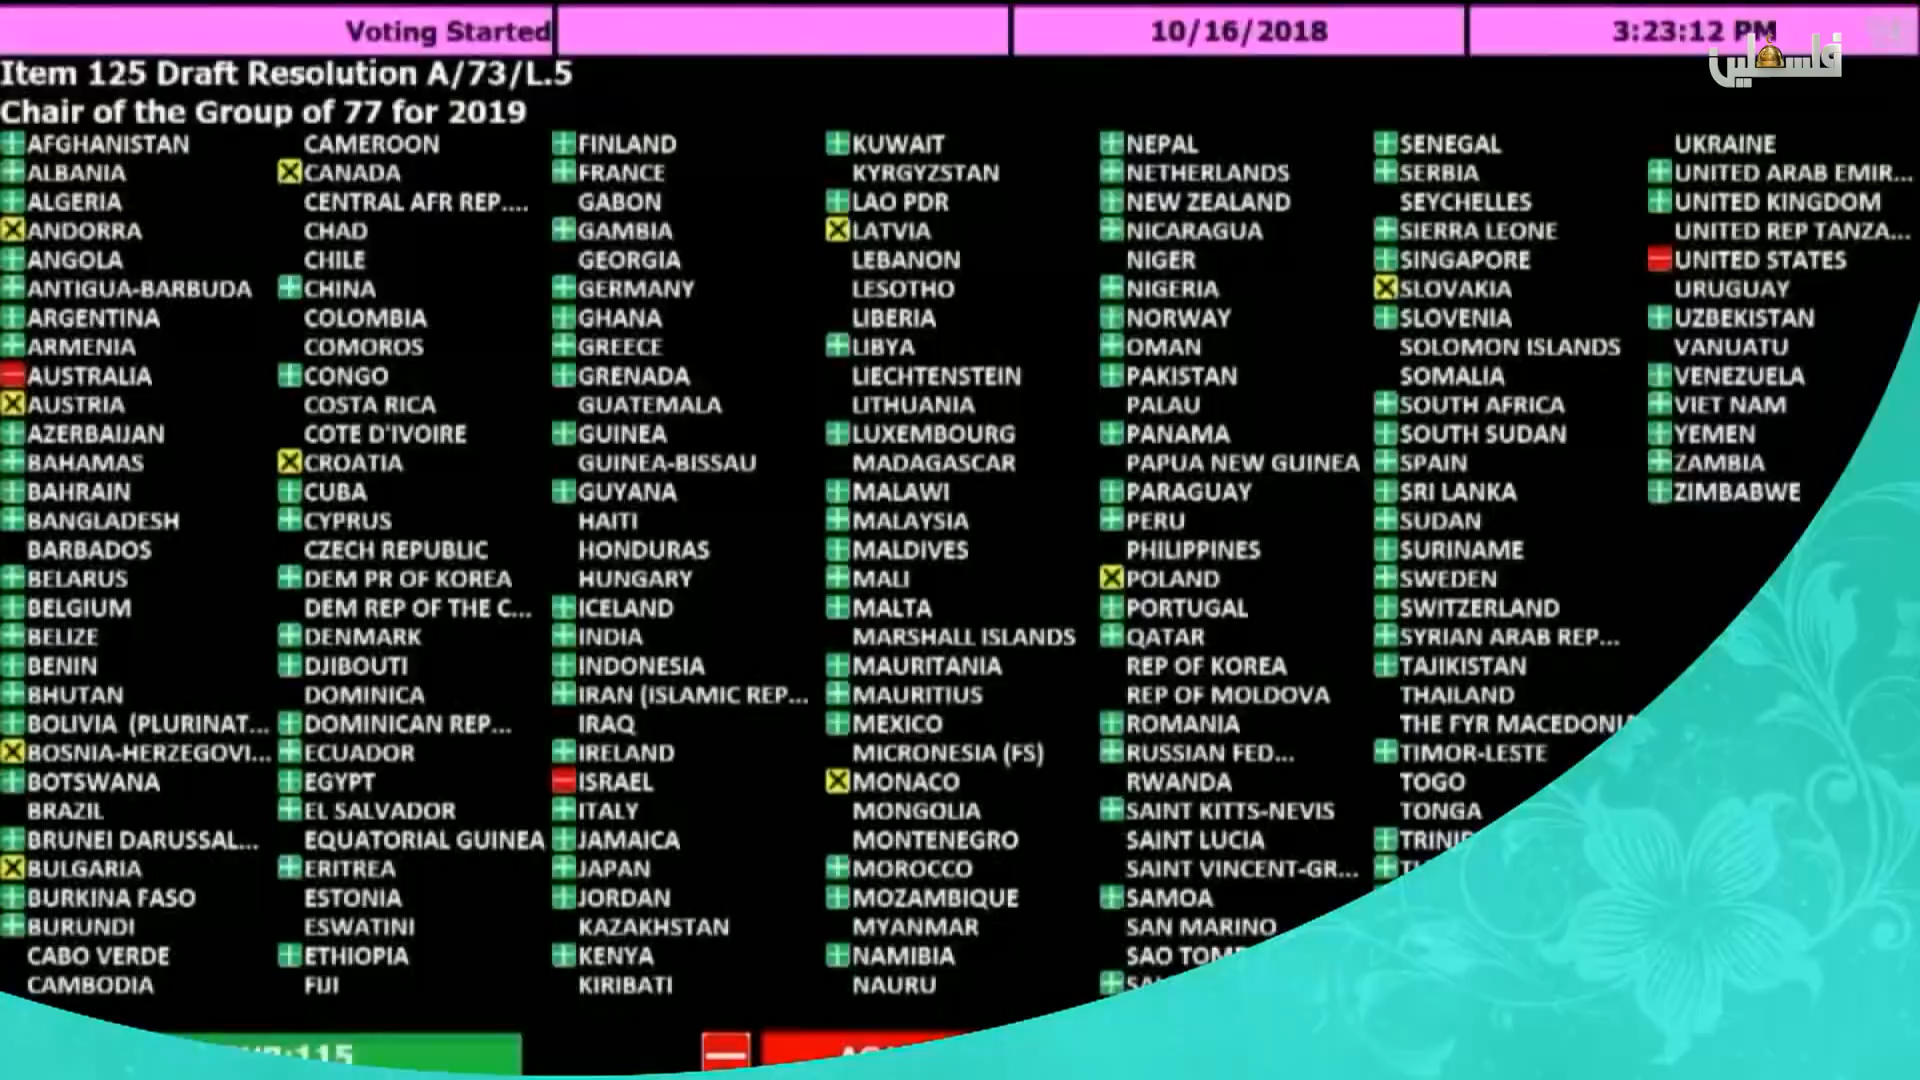 Voting Started
10/16/2018
3:23:12 PM
فلسطين
Item 125 Draft Resolution A/73/L.5
Chair of the Group of 77 for 2019
AFGHANISTAN
ALBANIA
ALGERIA
ANDORRA
ANGOLA
ANTIGUA-BARBUDA
ARGENTINA
ARMENIA
AUSTRALIA
AUSTRIA
AZERBAIJAN
BAHAMAS
BAHRAIN
BANGLADESH
BARBADOS
BELARUS
BELGIUM
BELIZE
BENIN
BHUTAN
BOLIVIA (PLURINAT...
BOSNIA-HERZEGOVI...
BOTSWANA
BRAZIL
BRUNEI DARUSSAL...
BULGARIA
BURKINA FASO
BURUNDI
CABO VERDE
CAMBODIA
CAMEROON
CANADA
CENTRAL AFR REP....
CHAD
CHILE
CHINA
COLOMBIA
COMOROS
CONGO
COSTA RICA
COTE D'IVOIRE
CROATIA
CUBA
CYPRUS
CZECH REPUBLIC
DEM PR OF KOREA
DEM REP OF THE C...
DENMARK
DJIBOUTI
DOMINICA
DOMINICAN REP...
ECUADOR
EGYPT
EL SALVADOR
EQUATORIAL GUINEA
ERITREA
ESTONIA
ESWATINI
ETHIOPIA
FIJI
FINLAND
FRANCE
GABON
GAMBIA
GEORGIA
GERMANY
GHANA
GREECE
GRENADA
GUATEMALA
GUINEA
GUINEA-BISSAU
GUYANA
HAITI
HONDURAS
HUNGARY
ICELAND
INDIA
INDONESIA
IRAN (ISLAMIC REP...
IRAQ
IRELAND
ISRAEL
ITALY
JAMAICA
JAPAN
JORDAN
KAZAKHSTAN
KENYA
KIRIBATI
KUWAIT
KYRGYZSTAN
LAO PDR
LATVIA
LEBANON
LESOTHO
LIBERIA
LIBYA
LIECHTENSTEIN
LITHUANIA
LUXEMBOURG
MADAGASCAR
MALAWI
MALAYSIA
MALDIVES
MALI
MALTA
MARSHALL ISLANDS
MAURITANIA
MAURITIUS
MEXICO
MICRONESIA (FS)
MONACO
MONGOLIA
MONTENEGRO
MOROCCO
MOZAMBIQUE
MYANMAR
NAMIBIA
NAURU
NEPAL
NETHERLANDS
NEW ZEALAND
NICARAGUA
NIGER
NIGERIA
NORWAY
OMAN
PAKISTAN
PALAU
PANAMA
PAPUA NEW GUINEA
PARAGUAY
PERU
PHILIPPINES
POLAND
PORTUGAL
QATAR
REP OF KOREA
REP OF MOLDOVA
ROMANIA
RUSSIAN FED...
RWANDA
SAINT KITTS-NEVIS
SAINT LUCIA
SAINT VINCENT-GR...
SAMOA
SAN MARINO
SAO TOM
SENEGAL
SERBIA
SEYCHELLES
SIERRA LEONE
SINGAPORE
SLOVAKIA
SLOVENIA
SOLOMON ISLANDS
SOMALIA
SOUTH AFRICA
SOUTH SUDAN
SPAIN
SRI LANKA
SUDAN
SURINAME
SWEDEN
SWITZERLAND
SYRIAN ARAB REP...
TAJIKISTAN
THAILAND
THE FYR MACEDONIA
TIMOR-LESTE
TOGO
TONGA
TRINI
UKRAINE
UNITED ARAB EMIR...
UNITED KINGDOM
UNITED REP TANZA...
UNITED STATES
URUGUAY
UZBEKISTAN
VANUATU
VENEZUELA
VIET NAM
YEMEN
ZAMBIA
ZIMBABWE
:115